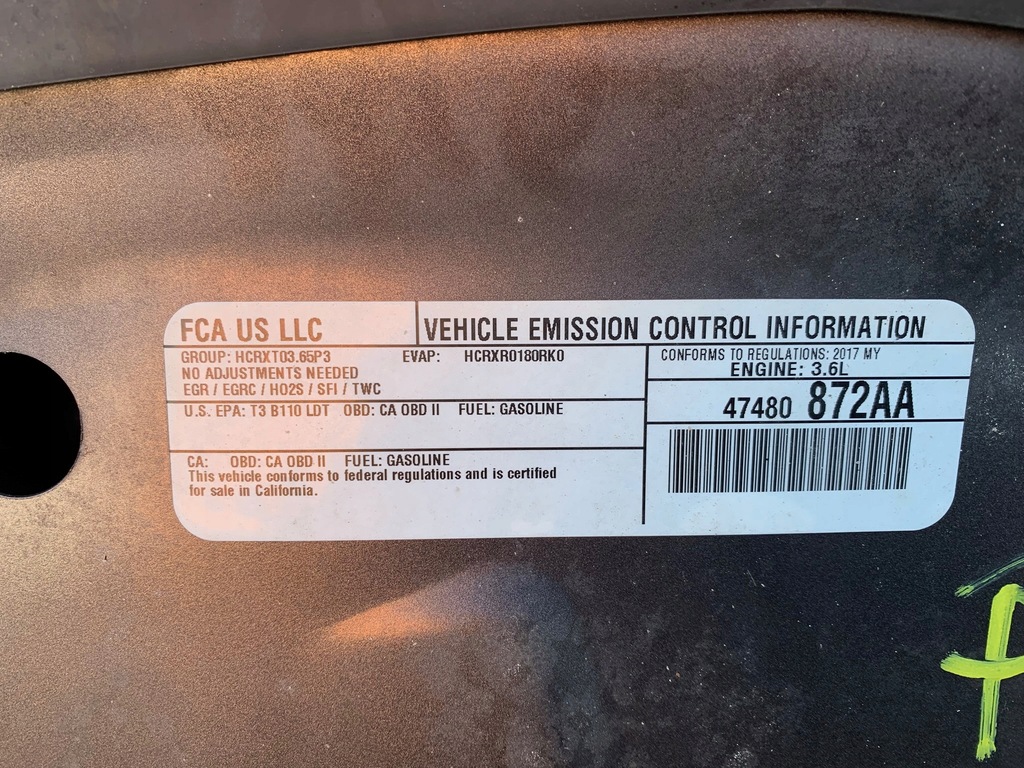 FCA US LLC
VEHICLE EMISSION CONTROL INFORMATION
GROUP: HCRXT03.65P3 EVAP: HCRXR0180RK0
NO ADJUSTMENTS NEEDED
EGR / EGRC / HO2S / SFI / TWC
CONFORMS TO REGULATIONS: 2017 MY
ENGINE: 3.6L
U.S. EPA: T3 B110 LDT OBD: CA OBD II FUEL: GASOLINE
47480 872AA
CA: OBD: CA OBD II FUEL: GASOLINE
This vehicle conforms to federal regulations and is certified
for sale in California.